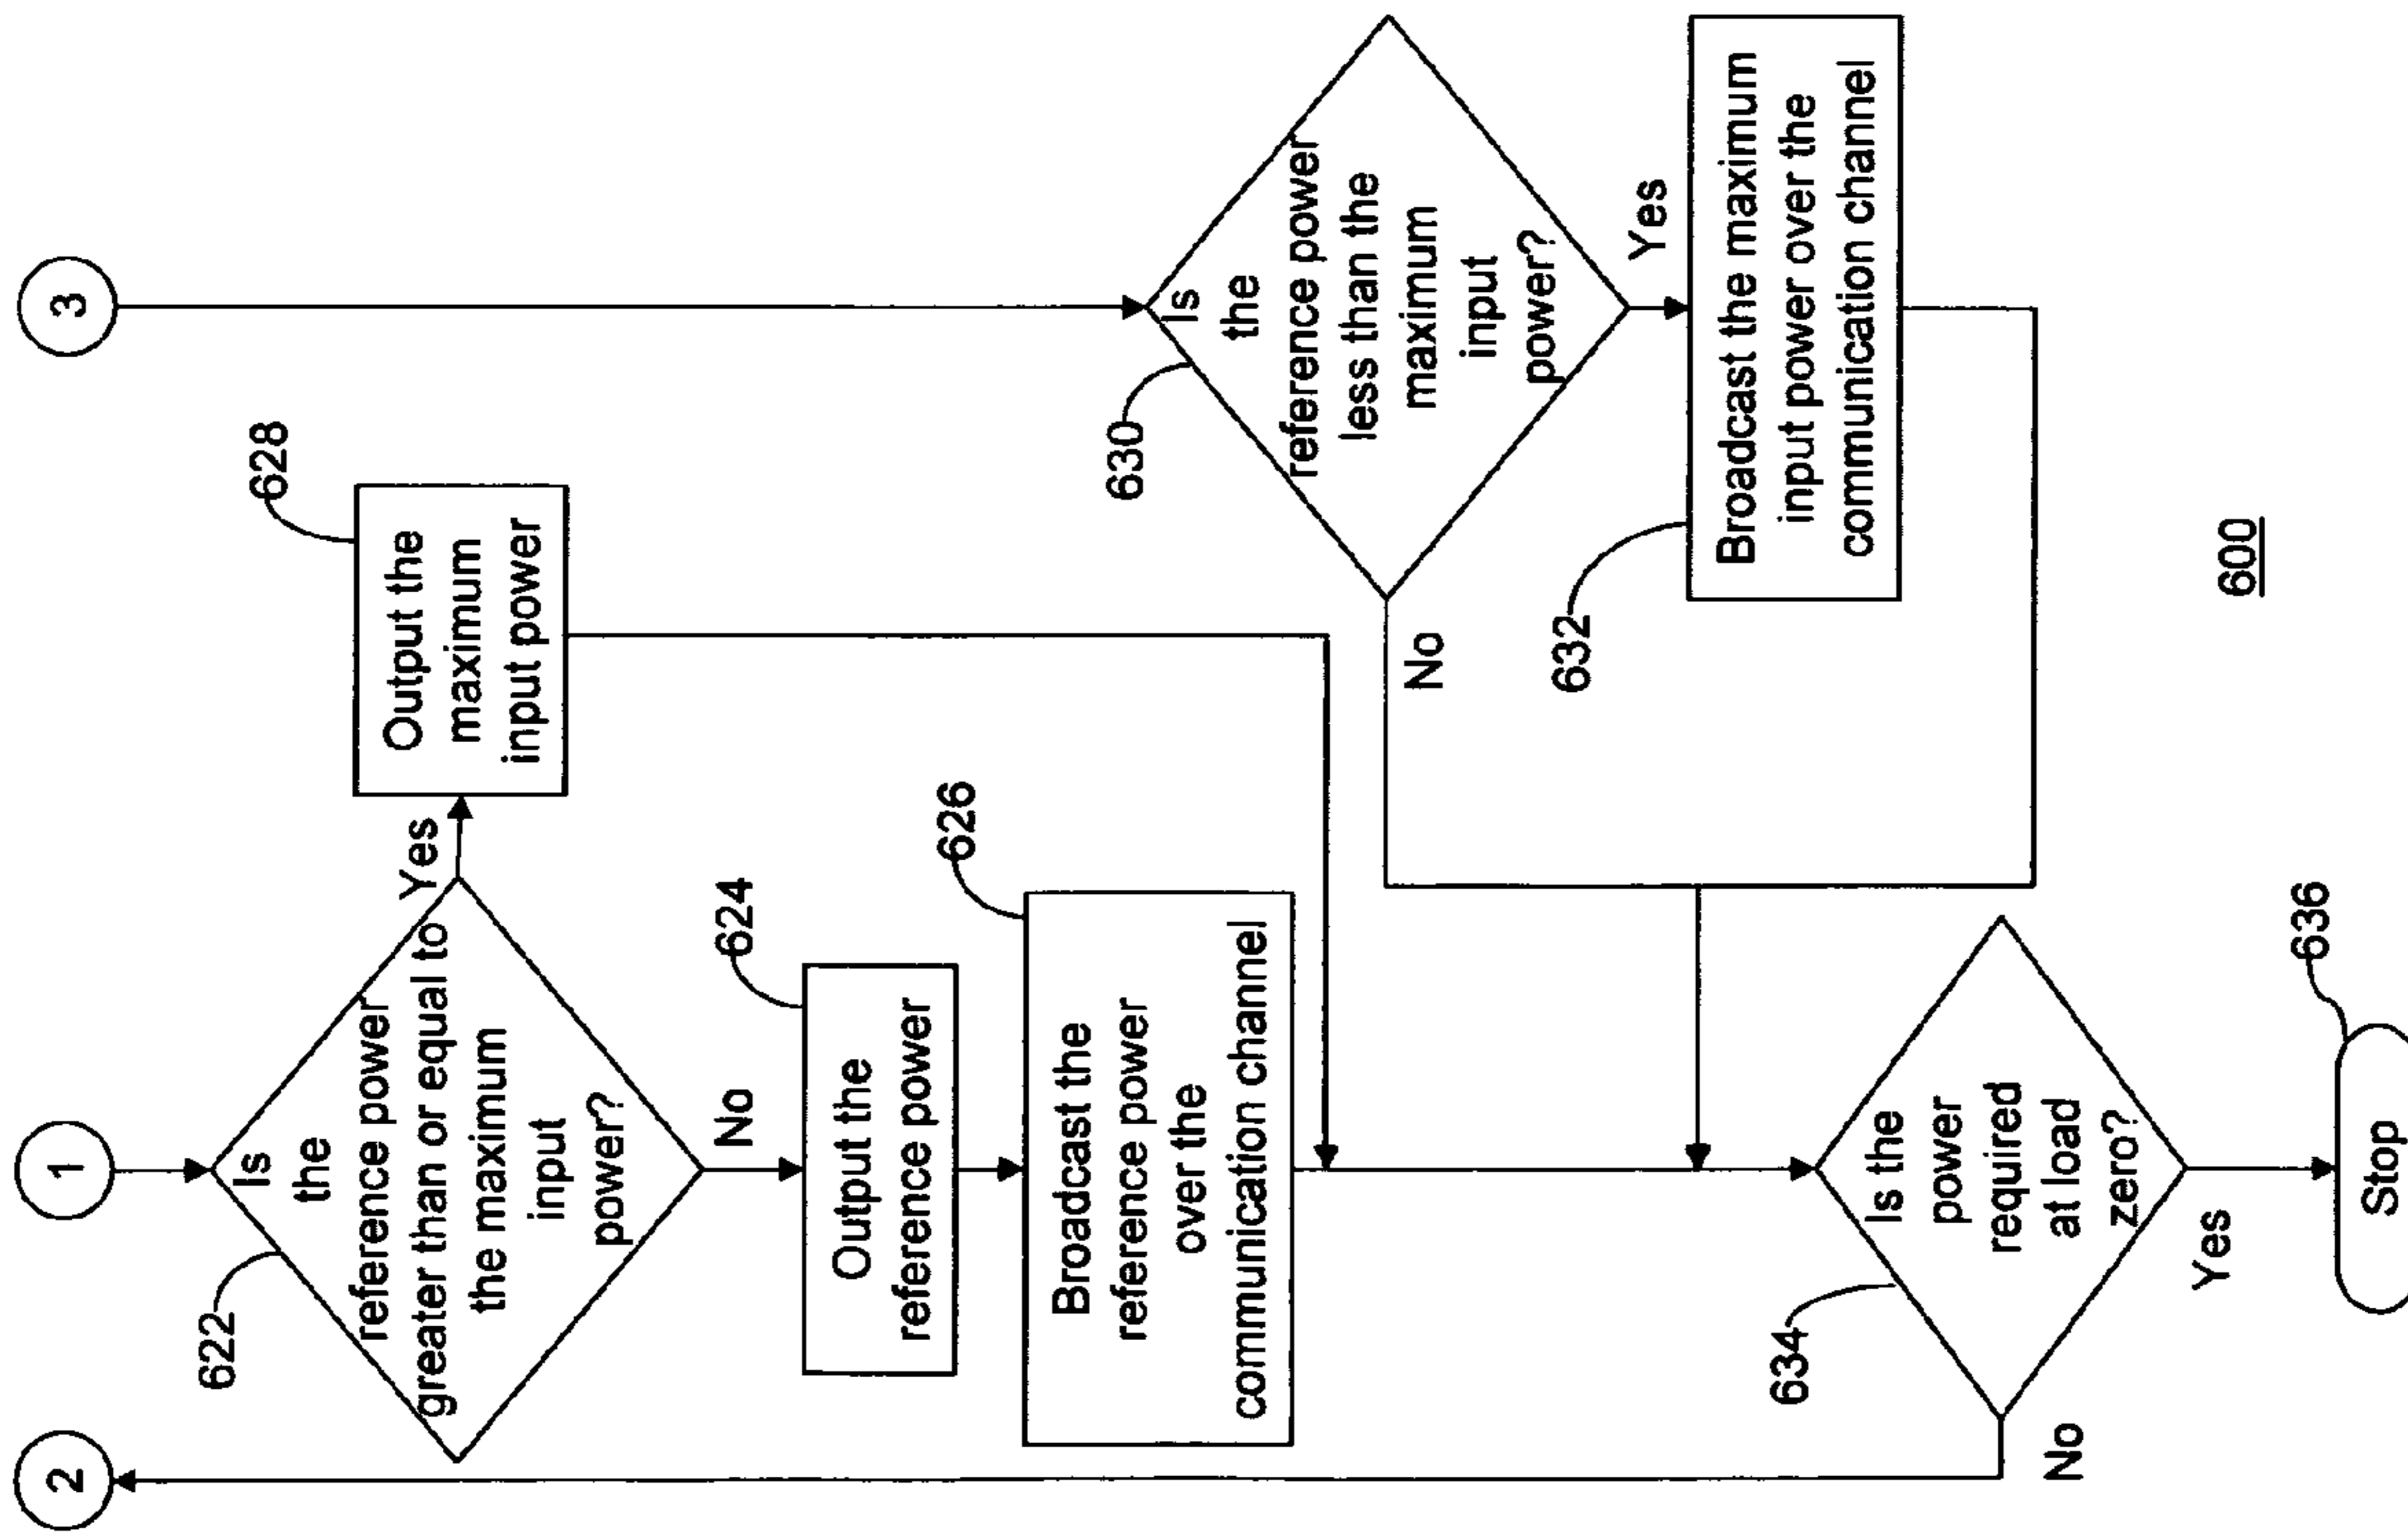 2
1
3
622
Is
the
reference power
greater than or equal to
the maximum
input
power?
Yes
No
628
Output the
maximum
input power
624
Output the
reference power
626
Broadcast the
reference power
over the
communication channel
630
Is
the
reference power
less than the
maximum
input
power?
No
Yes
632
Broadcast the maximum
input power over the
communication channel
634
Is the
power
required
at load
zero?
No
Yes
636
Stop
600